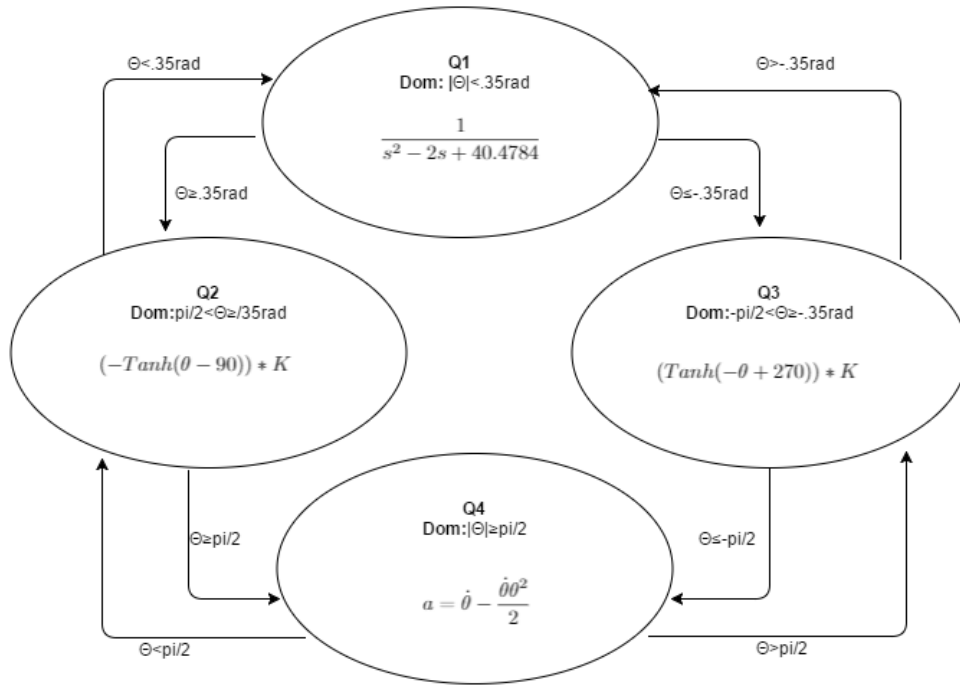 Θ<.35rad
Q1
Dom: |Θ|<.35rad
Θ>-.35rad
1
s² − 2s + 40.4784
Θ≥.35rad
Θ≤-.35rad
Q2
Dom:pi/2<Θ≥/35rad
(−Tanh(θ − 90)) ∗ K
Q3
Dom:-pi/2<Θ≥-.35rad
(Tanh(−θ + 270)) ∗ K
Q4
Dom:|Θ|≥pi/2
Θ≥pi/2
Θ≤-pi/2
a = θ̇ − θ̇θ²/2
Θ<pi/2
Θ>pi/2